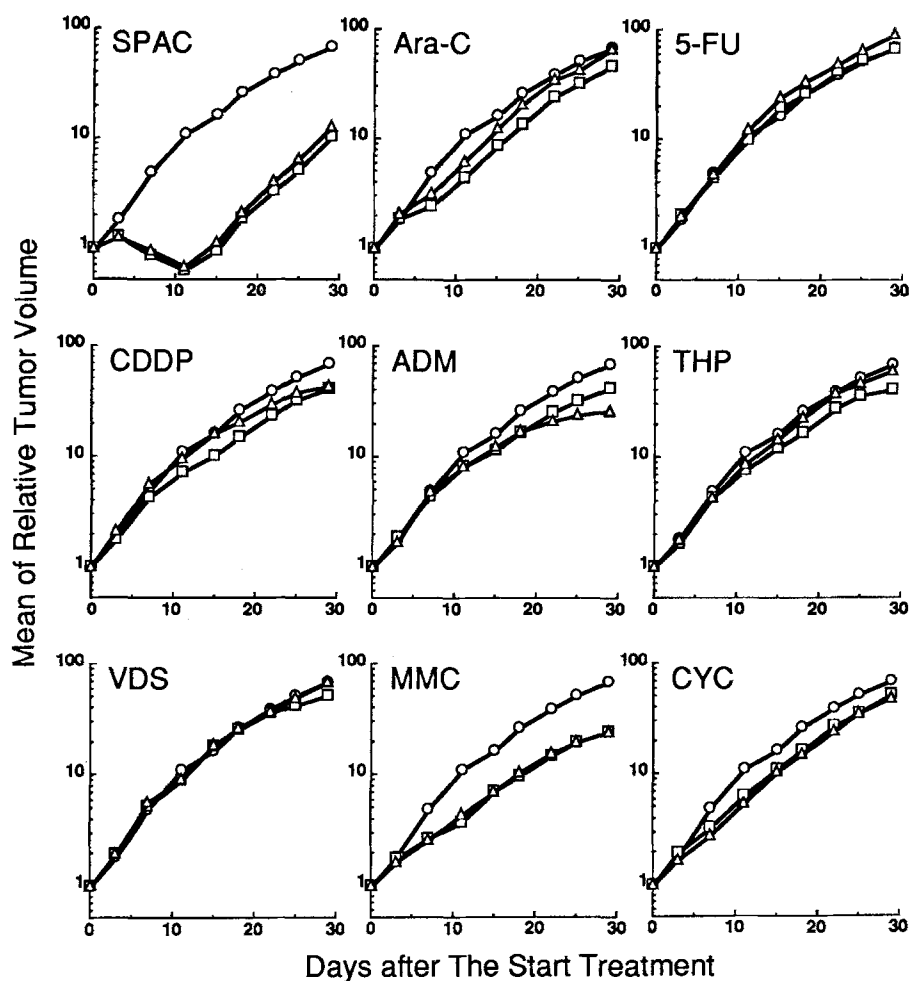 Mean of Relative Tumor Volume
SPAC
100
10
1
0 10 20 30
Ara-C
100
10
1
0 10 20 30
5-FU
100
10
1
0 10 20 30
CDDP
100
10
1
0 10 20 30
ADM
100
10
1
0 10 20 30
THP
100
10
1
0 10 20 30
VDS
100
10
1
0 10 20 30
MMC
100
10
1
0 10 20 30
CYC
100
10
1
0 10 20 30
Days after The Start Treatment